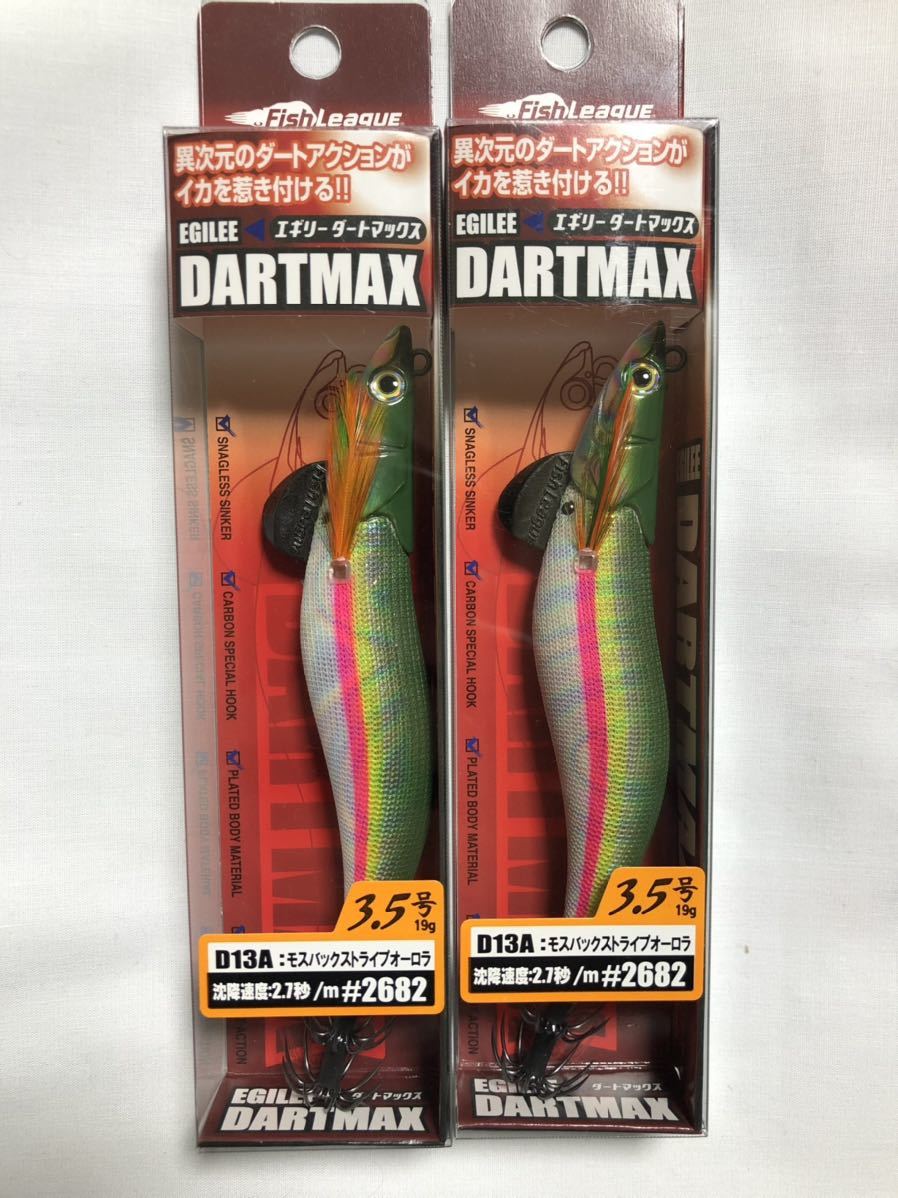 FishLeague
異次元のダートアクションが
イカを惹き付ける!!
EGILEE エギリーダートマックス
DARTMAX
SNAGLESS SINKER
CARBON SPECIAL HOOK
PLATED BODY MATERIAL
ACTION
Fish League
3.5号
19g
D13A:モスバックストライプオーロラ
沈降速度:2.7秒/m #2682
EGILEE
DARTMAX
FishLeague
異次元のダートアクションが
イカを惹き付ける!!
EGILEE エギリーダートマックス
DARTMAX
SNAGLESS SINKER
CARBON SPECIAL HOOK
PLATED BODY MATERIAL
Fish League
3.5号
19g
D13A:モスバックストライプオーロラ
沈降速度:2.7秒/m #2682
EGILEE ダートマックス
DARTMAX